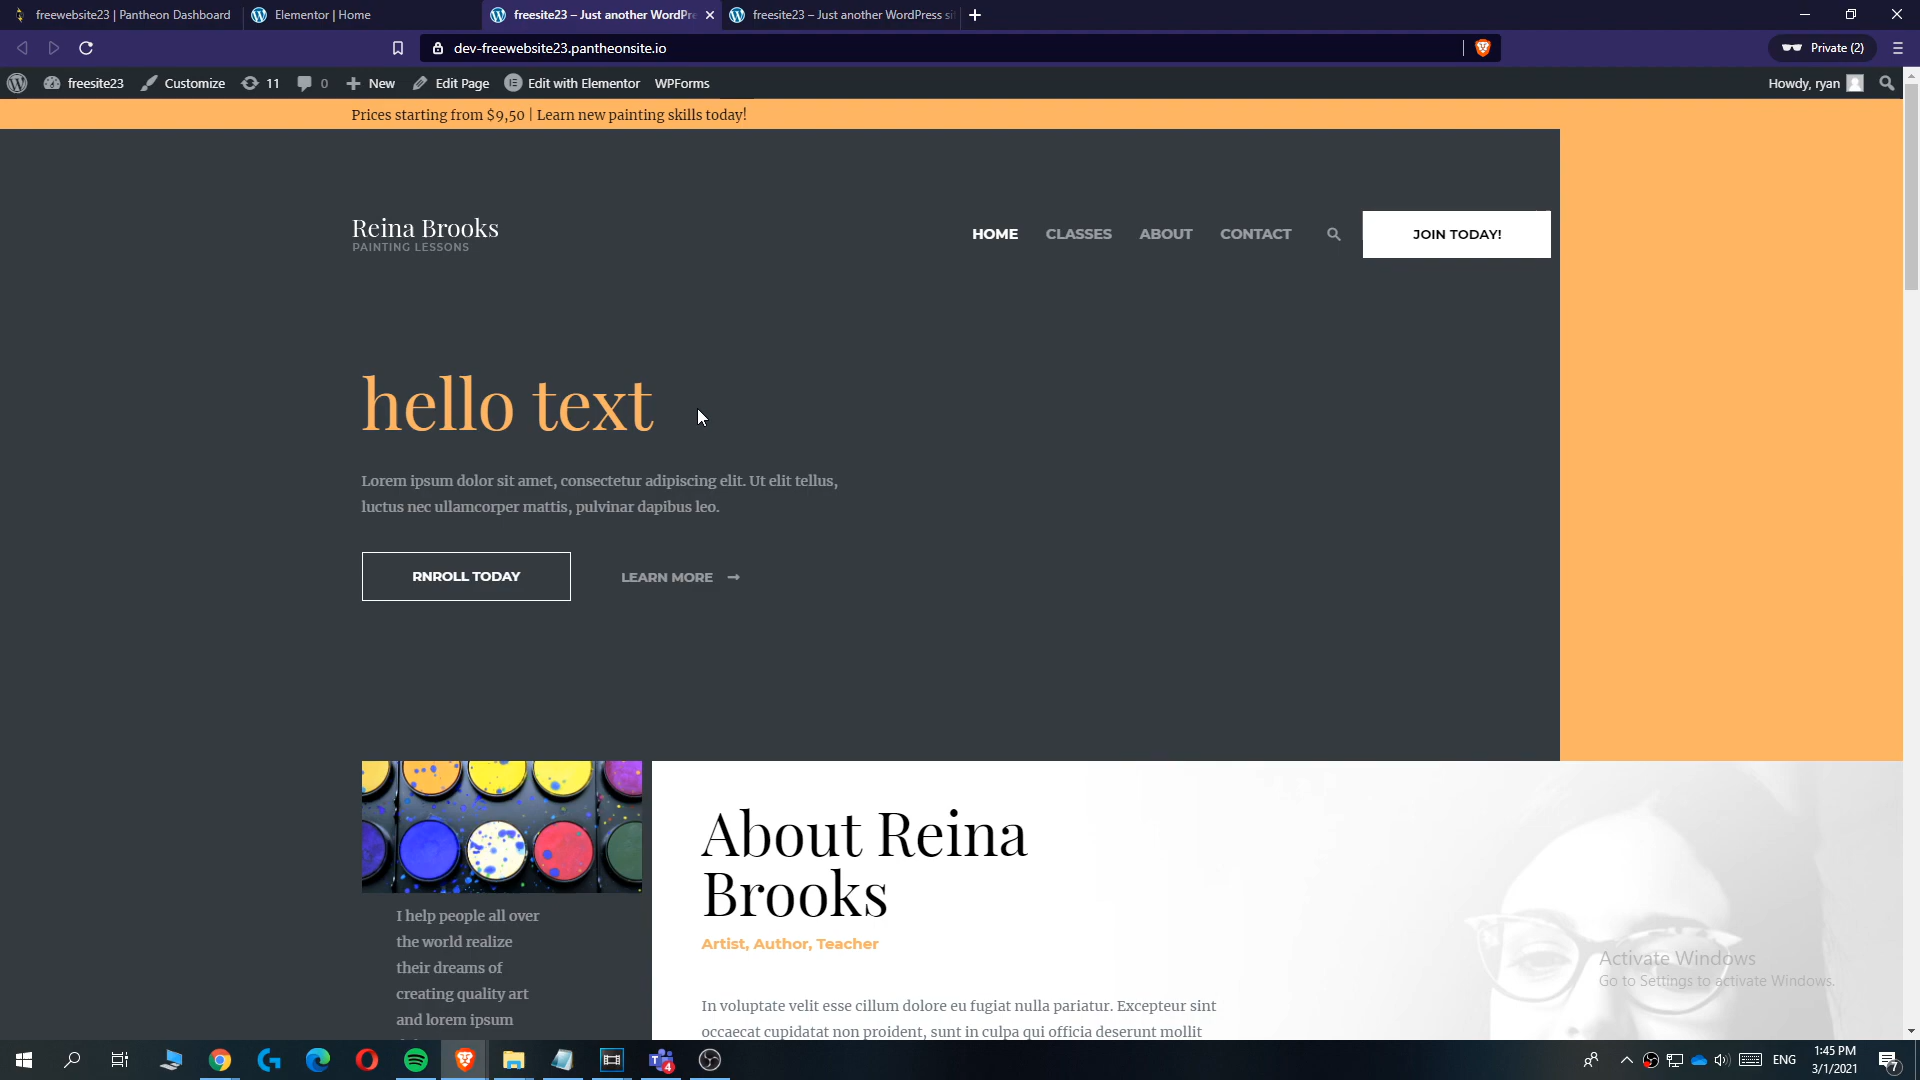 freewebsite23 | Pantheon Dashboard
Elementor | Home
freesite23 – Just another WordPre
freesite23 – Just another WordPress si
dev-freewebsite23.pantheonsite.io
Private (2)
freesite23
Customize
11
0
New
Edit Page
Edit with Elementor
WPForms
Howdy, ryan
Prices starting from $9,50 | Learn new painting skills today!
Reina Brooks
PAINTING LESSONS
HOME
CLASSES
ABOUT
CONTACT
JOIN TODAY!
hello text
Lorem ipsum dolor sit amet, consectetur adipiscing elit. Ut elit tellus,
luctus nec ullamcorper mattis, pulvinar dapibus leo.
RNROLL TODAY
LEARN MORE
About Reina
Brooks
Artist, Author, Teacher
I help people all over
the world realize
their dreams of
creating quality art
and lorem ipsum
In voluptate velit esse cillum dolore eu fugiat nulla pariatur. Excepteur sint
occaecat cupidatat non proident, sunt in culpa qui officia deserunt mollit
Activate Windows
Go to Settings to activate Windows.
4
ENG
1:45 PM
3/1/2021
7